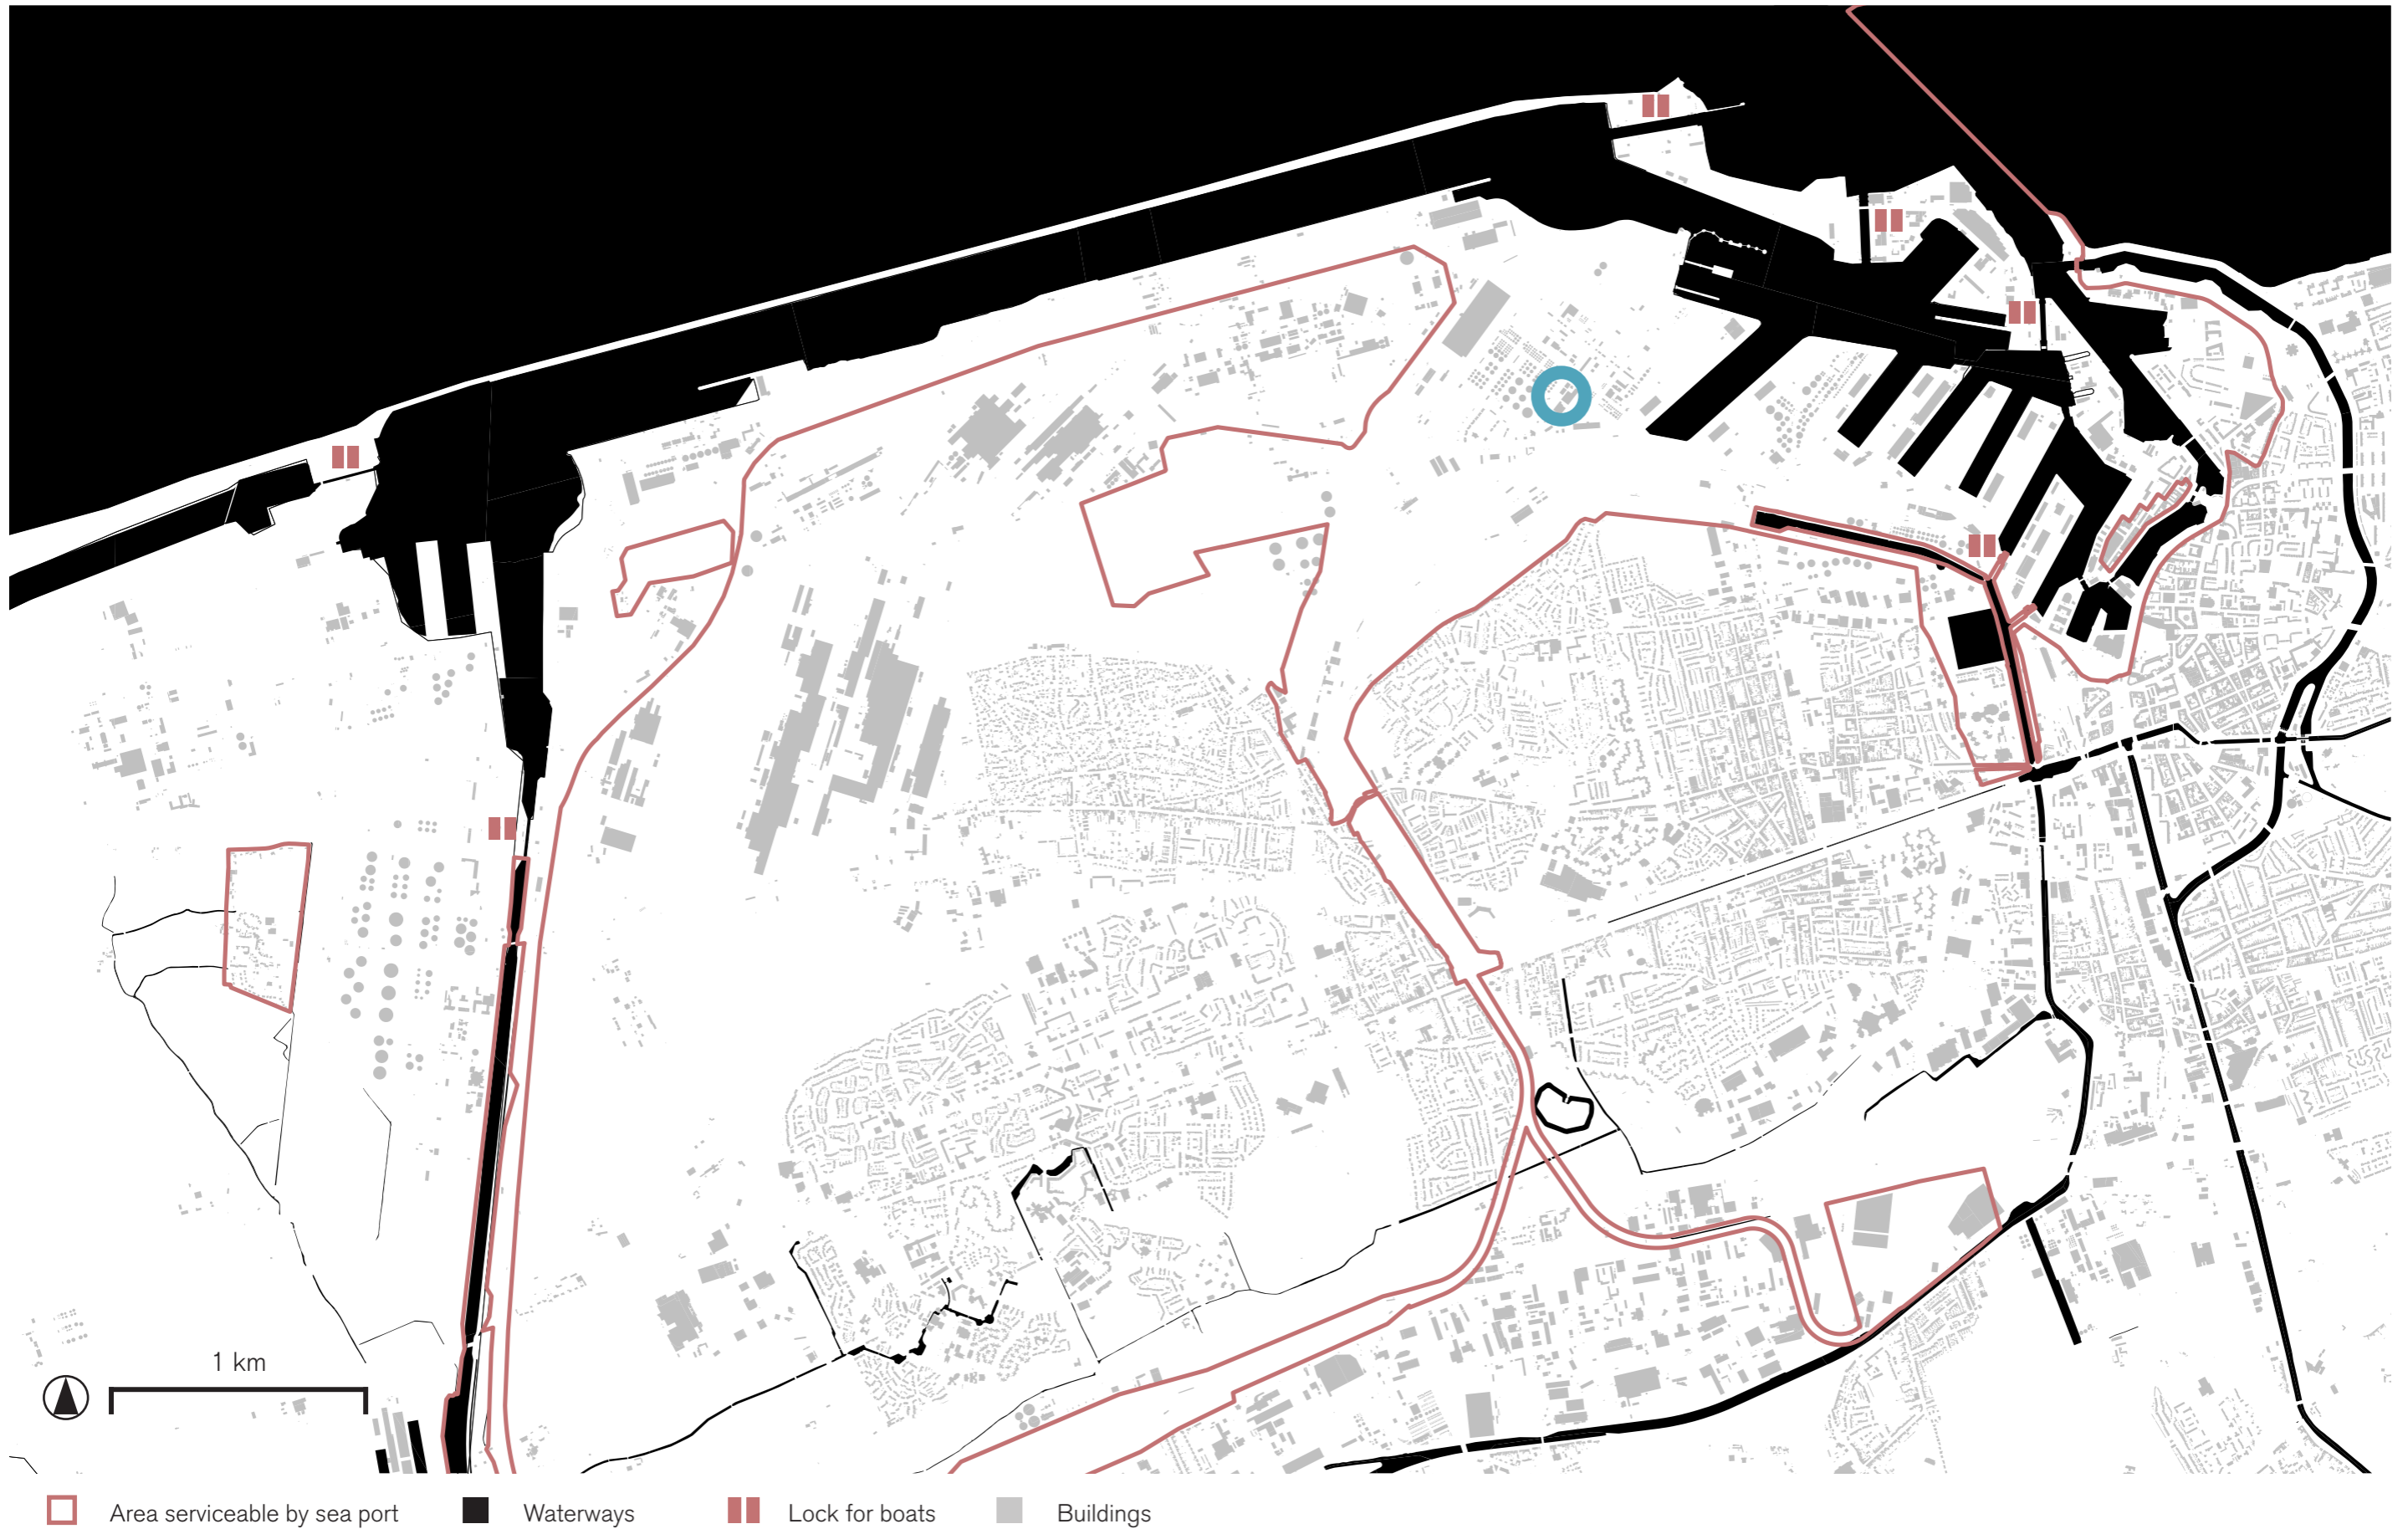 1 km
Area serviceable by sea port
Waterways
Lock for boats
Buildings